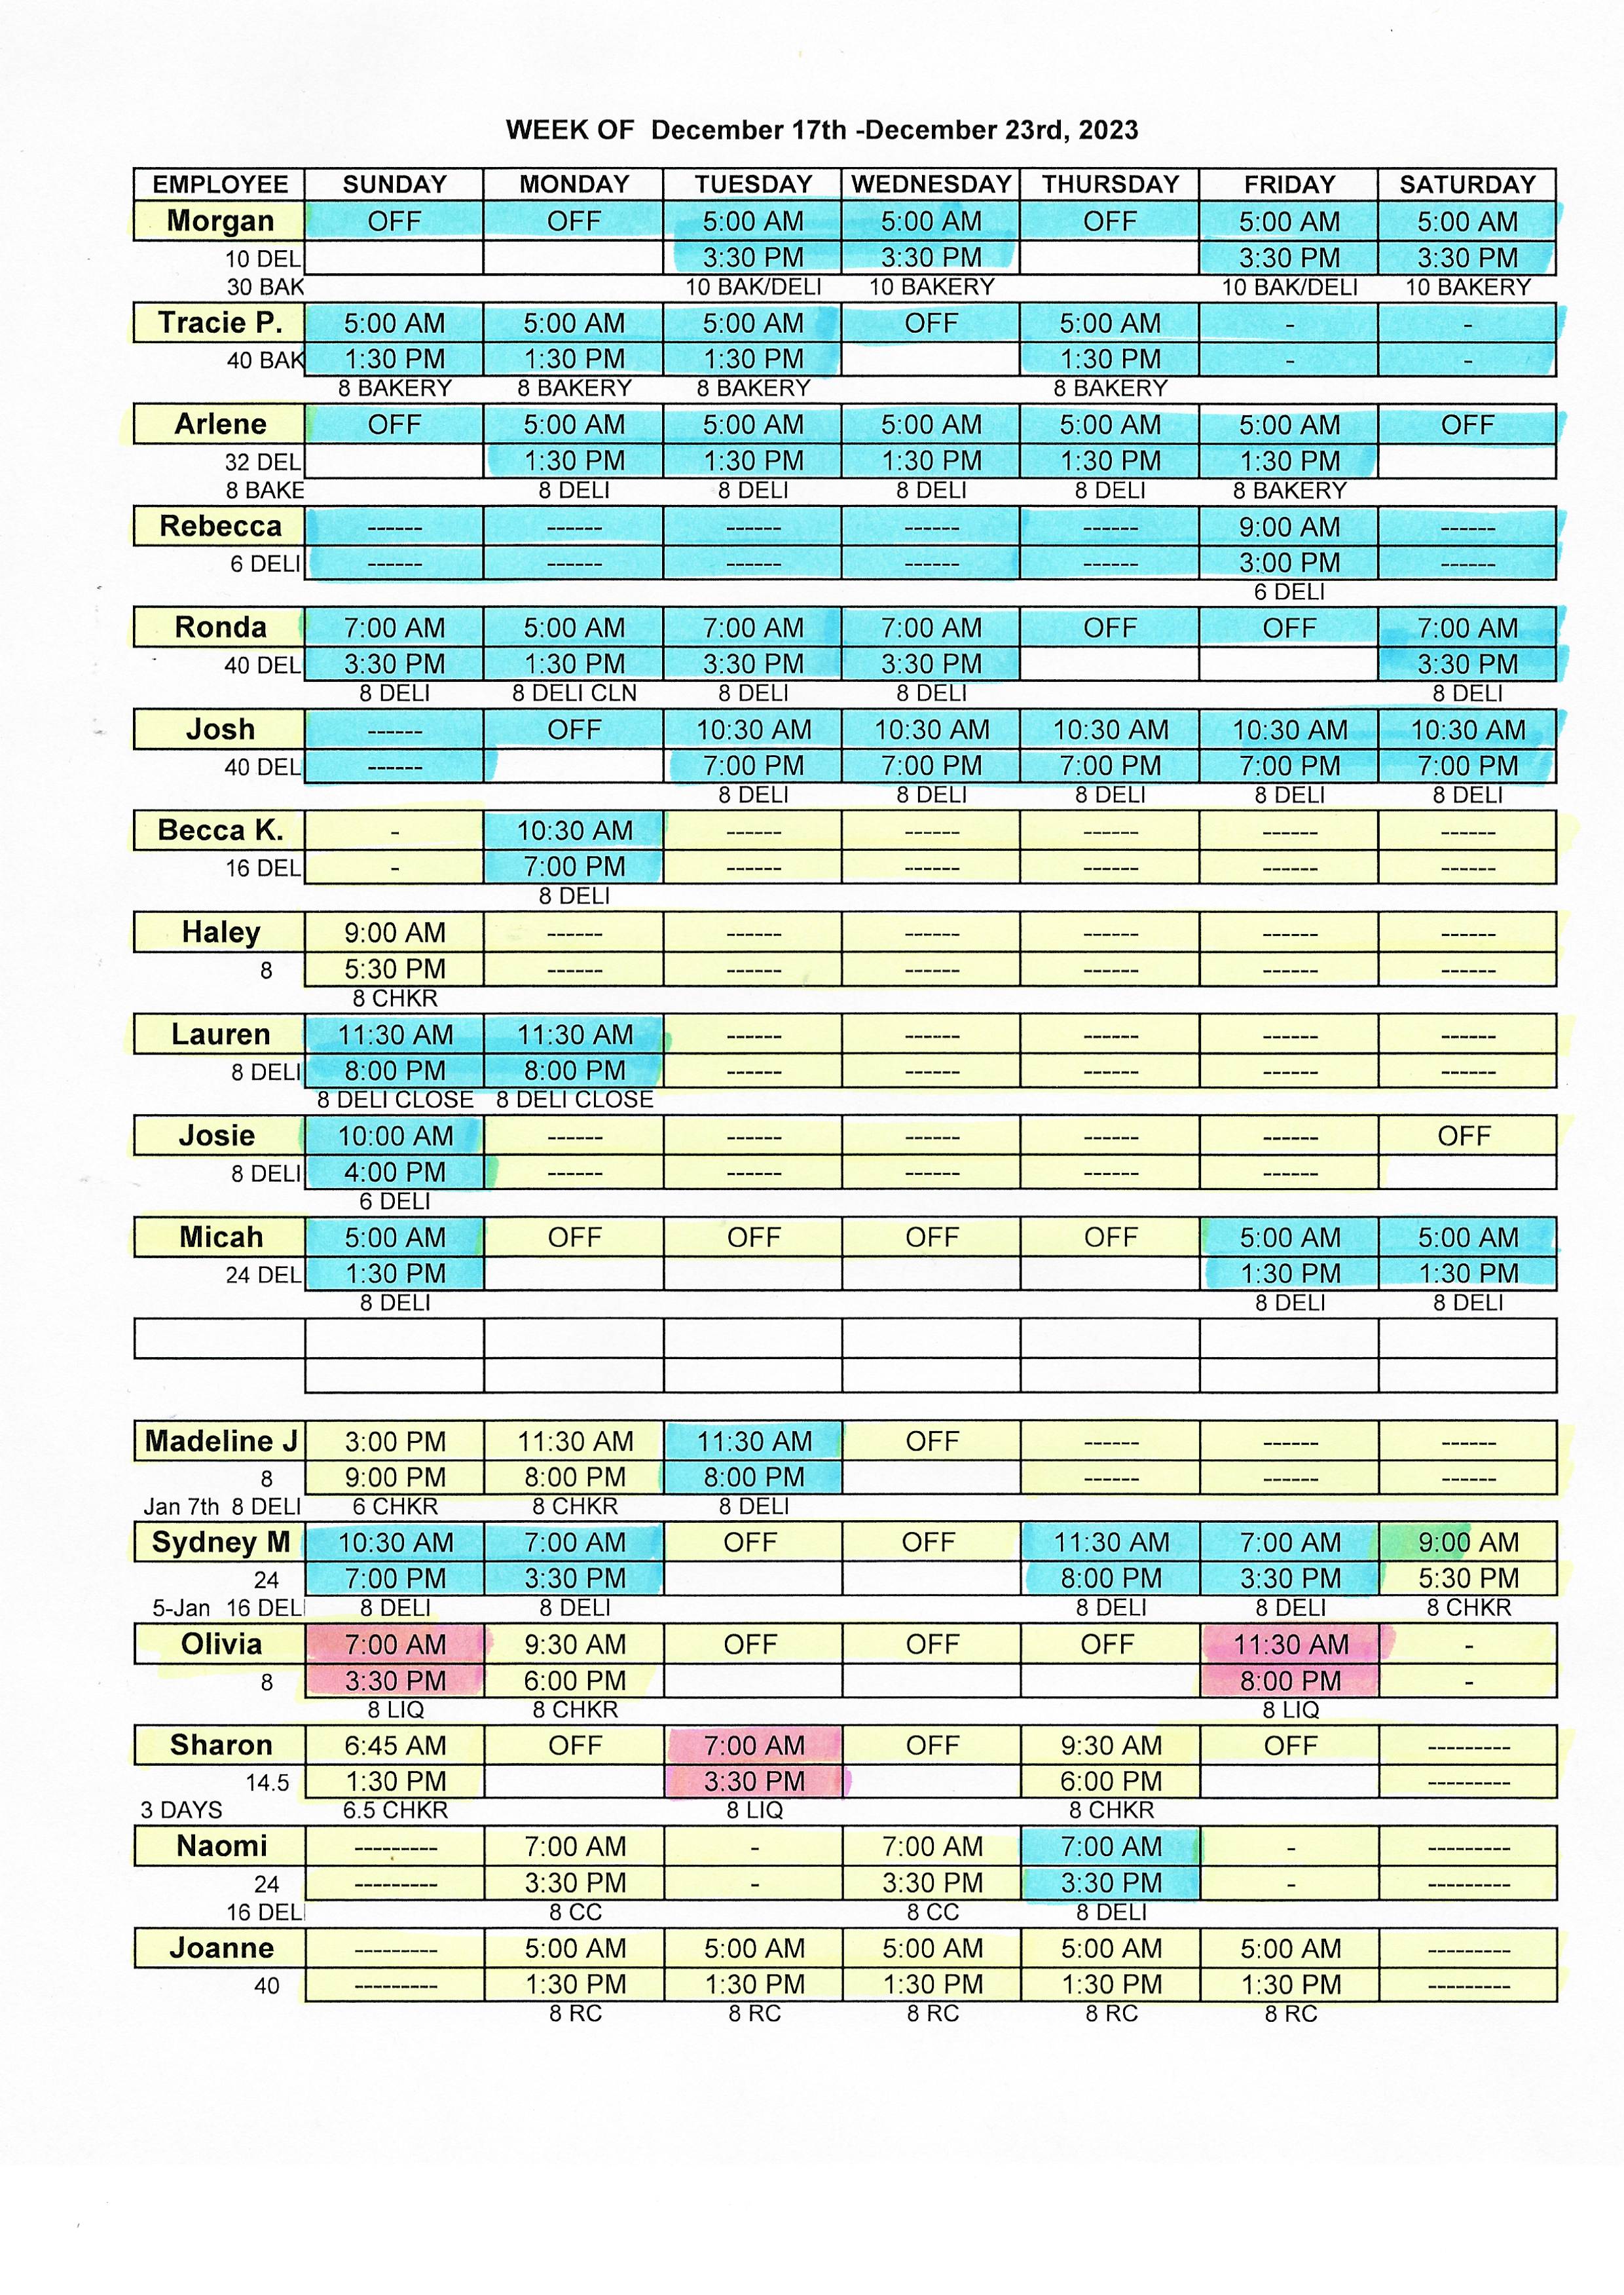 WEEK OF December 17th -December 23rd, 2023
EMPLOYEE SUNDAY MONDAY TUESDAY WEDNESDAY THURSDAY FRIDAY SATURDAY
Morgan OFF OFF 5:00 AM 5:00 AM OFF 5:00 AM 5:00 AM
10 DEL 3:30 PM 3:30 PM 3:30 PM 3:30 PM
30 BAK 10 BAK/DELI 10 BAKERY 10 BAK/DELI 10 BAKERY
Tracie P. 5:00 AM 5:00 AM 5:00 AM OFF 5:00 AM - -
40 BAK 1:30 PM 1:30 PM 1:30 PM 1:30 PM - -
8 BAKERY 8 BAKERY 8 BAKERY 8 BAKERY
Arlene OFF 5:00 AM 5:00 AM 5:00 AM 5:00 AM 5:00 AM OFF
32 DEL 1:30 PM 1:30 PM 1:30 PM 1:30 PM 1:30 PM
8 BAKE 8 DELI 8 DELI 8 DELI 8 DELI 8 BAKERY
Rebecca ------ ------ ------ ------ ------ 9:00 AM ------
6 DELI ------ ------ ------ ------ ------ 3:00 PM ------
6 DELI
Ronda 7:00 AM 5:00 AM 7:00 AM 7:00 AM OFF OFF 7:00 AM
40 DEL 3:30 PM 1:30 PM 3:30 PM 3:30 PM 3:30 PM
8 DELI 8 DELI CLN 8 DELI 8 DELI 8 DELI
Josh ------ OFF 10:30 AM 10:30 AM 10:30 AM 10:30 AM 10:30 AM
40 DEL ------ 7:00 PM 7:00 PM 7:00 PM 7:00 PM 7:00 PM
8 DELI 8 DELI 8 DELI 8 DELI 8 DELI
Becca K. - 10:30 AM ------ ------ ------ ------ ------
16 DEL - 7:00 PM ------ ------ ------ ------ ------
8 DELI
Haley 9:00 AM ------ ------ ------ ------ ------ ------
8 5:30 PM ------ ------ ------ ------ ------ ------
8 CHKR
Lauren 11:30 AM 11:30 AM ------ ------ ------ ------ ------
8 DELI 8:00 PM 8:00 PM ------ ------ ------ ------ ------
8 DELI CLOSE 8 DELI CLOSE
Josie 10:00 AM ------ ------ ------ ------ ------ OFF
8 DELI 4:00 PM ------ ------ ------ ------ ------
6 DELI
Micah 5:00 AM OFF OFF OFF OFF 5:00 AM 5:00 AM
24 DEL 1:30 PM 1:30 PM 1:30 PM
8 DELI 8 DELI 8 DELI
Madeline J 3:00 PM 11:30 AM 11:30 AM OFF ------ ------ ------
8 9:00 PM 8:00 PM 8:00 PM ------ ------ ------
Jan 7th 8 DELI 6 CHKR 8 CHKR 8 DELI
Sydney M 10:30 AM 7:00 AM OFF OFF 11:30 AM 7:00 AM 9:00 AM
24 7:00 PM 3:30 PM 8:00 PM 3:30 PM 5:30 PM
5-Jan 16 DELI 8 DELI 8 DELI 8 DELI 8 DELI 8 CHKR
Olivia 7:00 AM 9:30 AM OFF OFF OFF 11:30 AM -
8 3:30 PM 6:00 PM 8:00 PM -
8 LIQ 8 CHKR 8 LIQ
Sharon 6:45 AM OFF 7:00 AM OFF 9:30 AM OFF ---------
14.5 1:30 PM 3:30 PM 6:00 PM ---------
3 DAYS 6.5 CHKR 8 LIQ 8 CHKR
Naomi --------- 7:00 AM - 7:00 AM 7:00 AM - ---------
24 --------- 3:30 PM - 3:30 PM 3:30 PM - ---------
16 DELI 8 CC 8 CC 8 DELI
Joanne --------- 5:00 AM 5:00 AM 5:00 AM 5:00 AM 5:00 AM ---------
40 --------- 1:30 PM 1:30 PM 1:30 PM 1:30 PM 1:30 PM ---------
8 RC 8 RC 8 RC 8 RC 8 RC